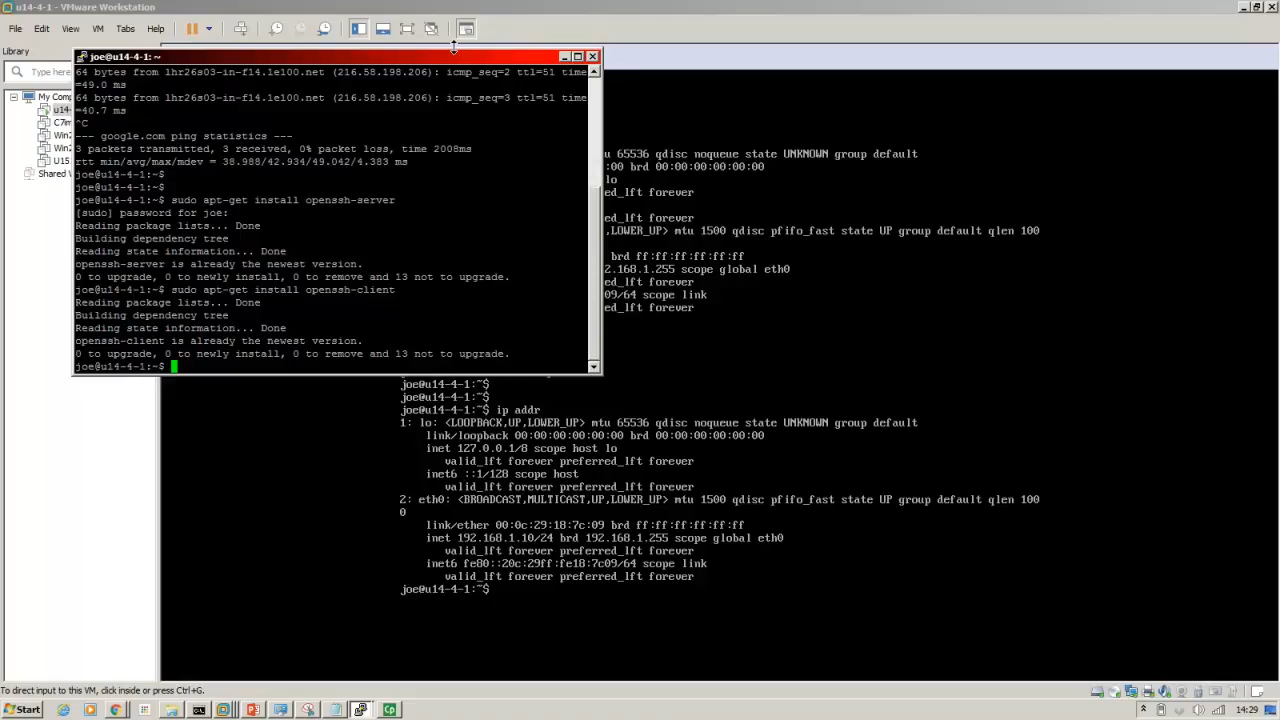 u14-4-1 - VMware Workstation
File Edit View VM Tabs Help
Library
Type here
My Comp
u14-
C7im
Win2
Win2
U15.
Shared V
joe@u14-4-1: ~
64 bytes from lhr26s03-in-f14.1e100.net (216.58.198.206): icmp_seq=2 ttl=51 time
=49.0 ms
64 bytes from lhr26s03-in-f14.1e100.net (216.58.198.206): icmp_seq=3 ttl=51 time
=40.7 ms
^C
--- google.com ping statistics ---
3 packets transmitted, 3 received, 0% packet loss, time 2008ms
rtt min/avg/max/mdev = 38.988/42.934/49.042/4.383 ms
joe@u14-4-1:~$
joe@u14-4-1:~$
joe@u14-4-1:~$ sudo apt-get install openssh-server
[sudo] password for joe:
Reading package lists... Done
Building dependency tree
Reading state information... Done
openssh-server is already the newest version.
0 to upgrade, 0 to newly install, 0 to remove and 13 not to upgrade.
joe@u14-4-1:~$ sudo apt-get install openssh-client
Reading package lists... Done
Building dependency tree
Reading state information... Done
openssh-client is already the newest version.
0 to upgrade, 0 to newly install, 0 to remove and 13 not to upgrade.
joe@u14-4-1:~$
u 65536 qdisc noqueue state UNKNOWN group default
:00 brd 00:00:00:00:00:00
lo
red_lft forever
red_lft forever
,LOWER_UP> mtu 1500 qdisc pfifo_fast state UP group default qlen 100
brd ff:ff:ff:ff:ff:ff
2.168.1.255 scope global eth0
red_lft forever
09/64 scope link
red_lft forever
joe@u14-4-1:~$
joe@u14-4-1:~$
joe@u14-4-1:~$ ip addr
1: lo: <LOOPBACK,UP,LOWER_UP> mtu 65536 qdisc noqueue state UNKNOWN group default
link/loopback 00:00:00:00:00:00 brd 00:00:00:00:00:00
inet 127.0.0.1/8 scope host lo
valid_lft forever preferred_lft forever
inet6 ::1/128 scope host
valid_lft forever preferred_lft forever
2: eth0: <BROADCAST,MULTICAST,UP,LOWER_UP> mtu 1500 qdisc pfifo_fast state UP group default qlen 100
0
link/ether 00:0c:29:18:7c:09 brd ff:ff:ff:ff:ff:ff
inet 192.168.1.10/24 brd 192.168.1.255 scope global eth0
valid_lft forever preferred_lft forever
inet6 fe80::20c:29ff:fe18:7c09/64 scope link
valid_lft forever preferred_lft forever
joe@u14-4-1:~$
To direct input to this VM, click inside or press Ctrl+G.
Start
Cp
14:29